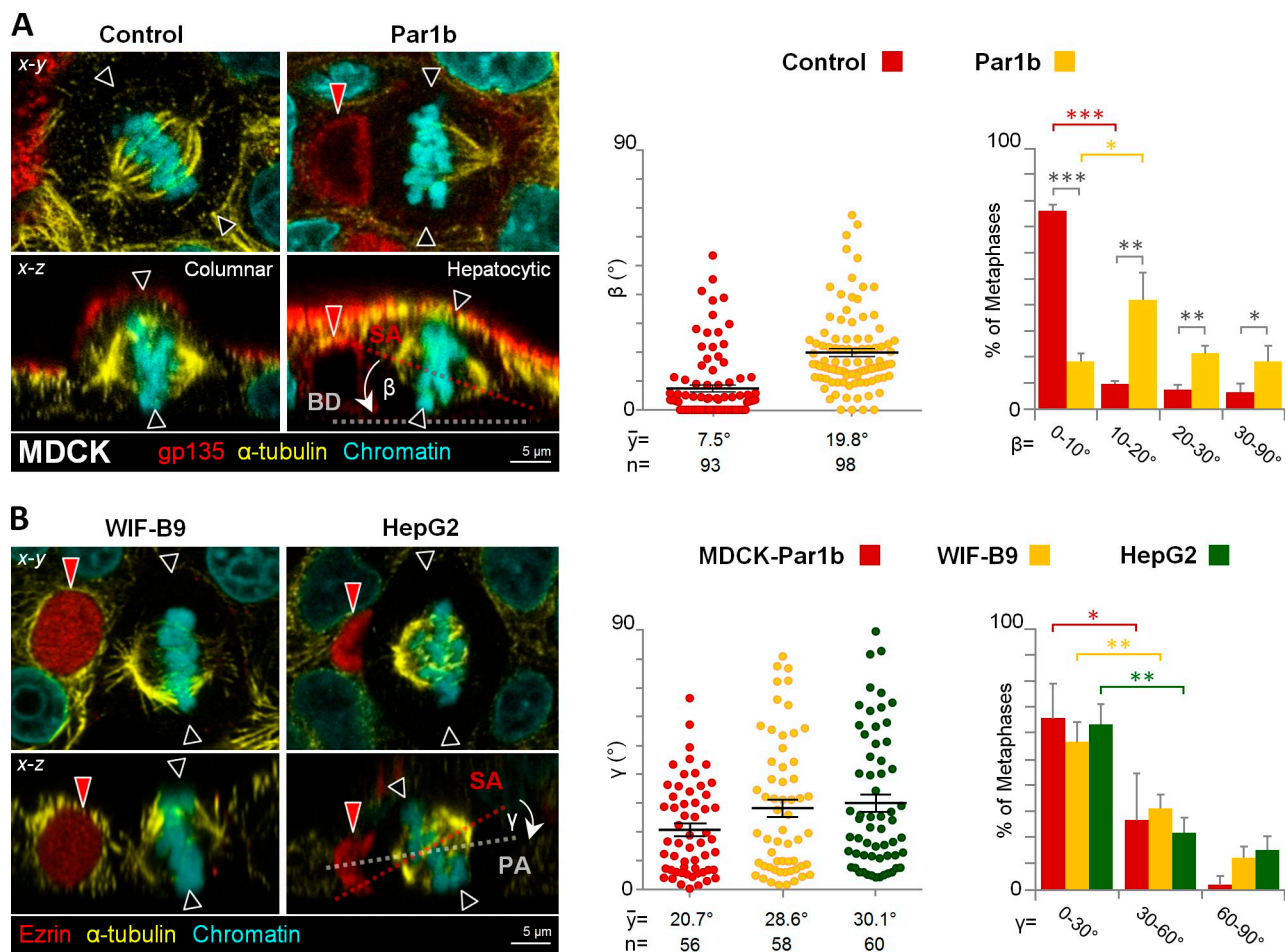 A
Control Par1b
x-y
x-z Columnar Hepatocytic
SA
β
BD
MDCK gp135 α-tubulin Chromatin 5 µm
Control Par1b
90
β (°)
0
ȳ= 7.5° 19.8°
n= 93 98
*** *
*** ** ** *
100
% of Metaphases
0
β= 0-10° 10-20° 20-30° 30-90°
B
WIF-B9 HepG2
x-y
x-z
SA
γ
PA
Ezrin α-tubulin Chromatin 5 µm
MDCK-Par1b WIF-B9 HepG2
90
γ (°)
0
ȳ= 20.7° 28.6° 30.1°
n= 56 58 60
100
* ** **
% of Metaphases
0
γ= 0-30° 30-60° 60-90°